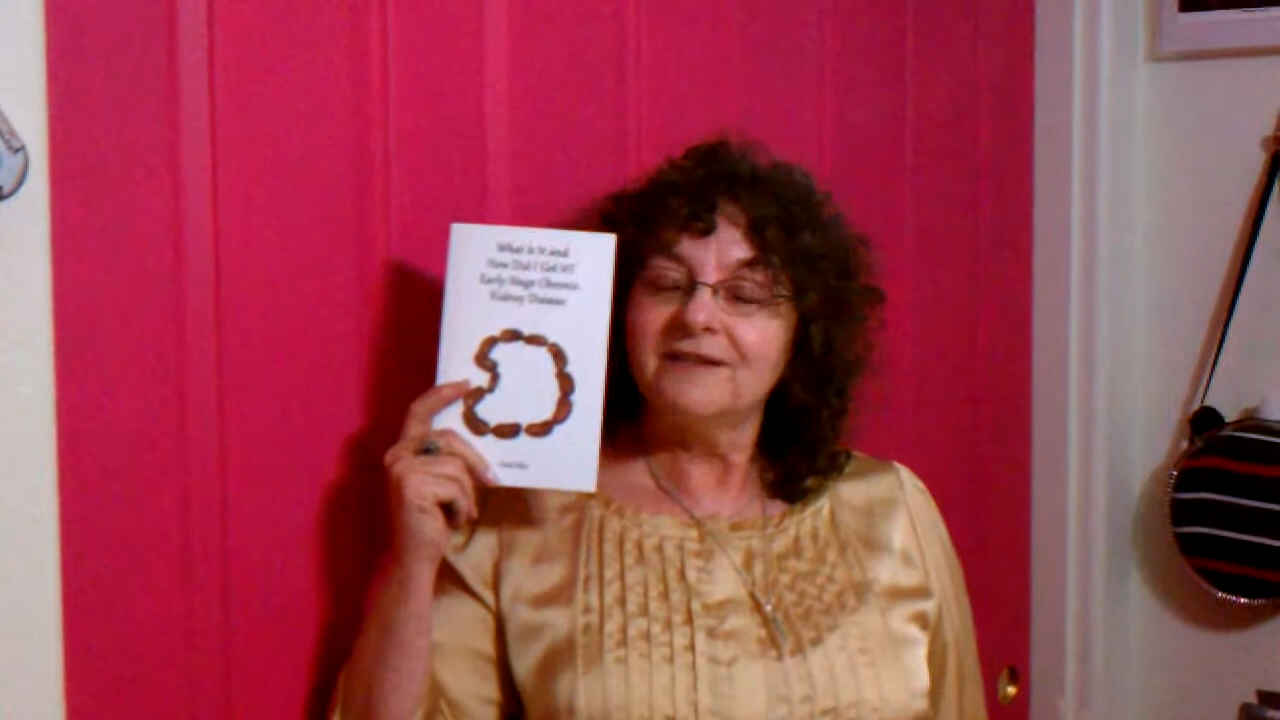 What Is It and
How Did I Get It?
Early Stage Chronic
Kidney Disease